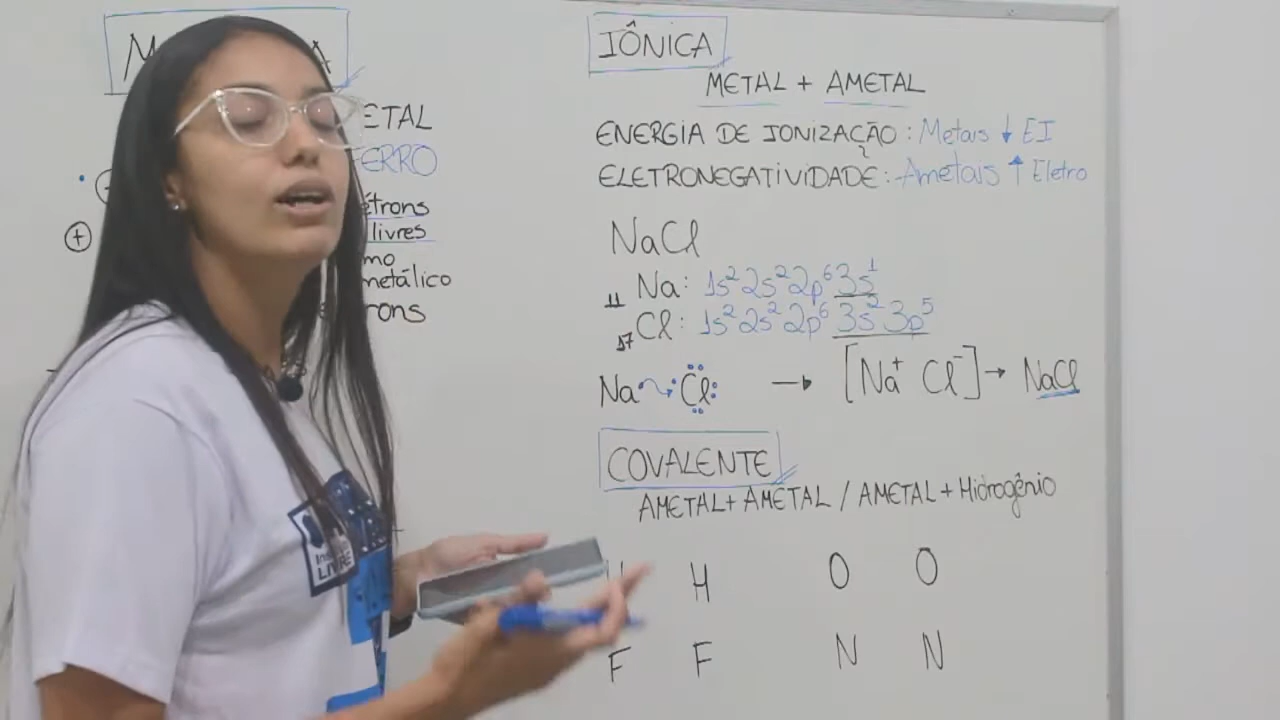 ETAL
ERRO
étrons
livres
mo
metálico
rons
IÔNICA
METAL + AMETAL
ENERGIA DE IONIZAÇÃO: Metais ↓ EI
ELETRONEGATIVIDADE: Ametais ↑ Eletro
NaCl
11 Na: 1s² 2s² 2p⁶ 3s¹
17 Cl: 1s² 2s² 2p⁶ 3s² 3p⁵
Na Cl → [Na⁺ Cl⁻] → NaCl
COVALENTE
AMETAL + AMETAL / AMETAL + Hidrogênio
H O O
F F N N
LIVRE